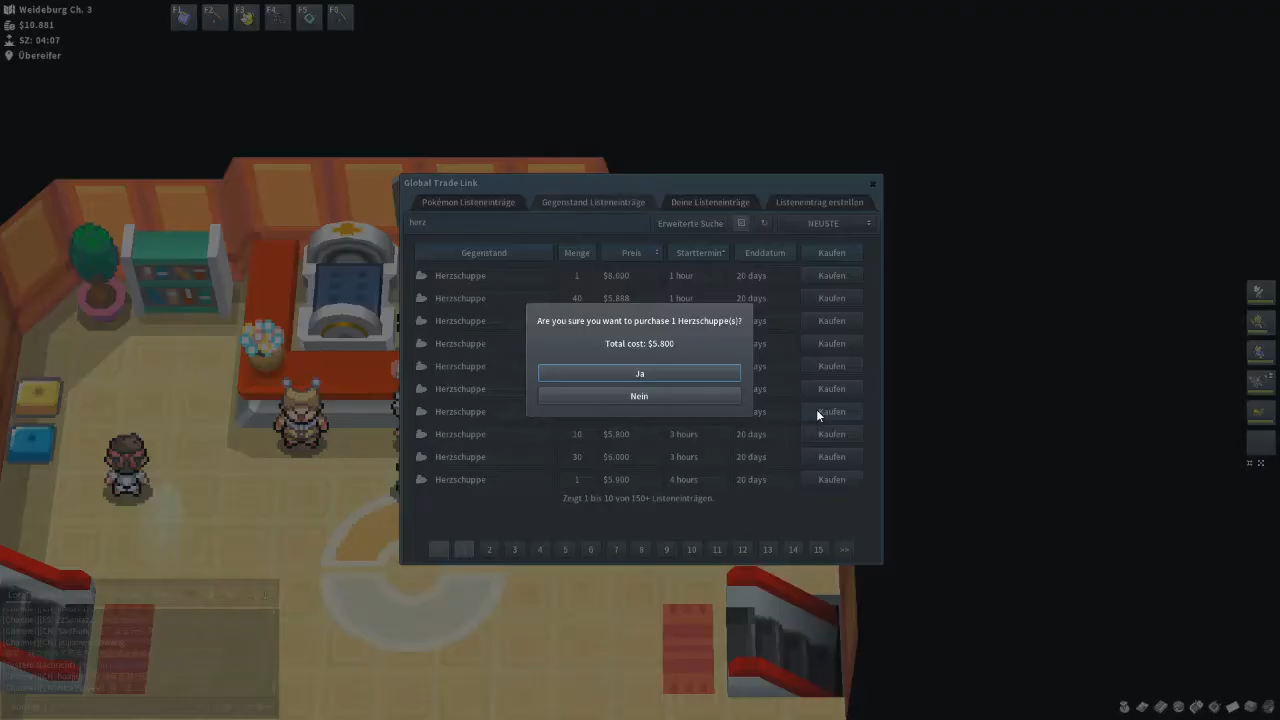 Weideburg Ch. 3
$10.881
SZ: 04:07
Übereifer
F1 F2 F3 F4 F5 F6
Global Trade Link
Pokémon Listeneinträge Gegenstand Listeneinträge Deine Listeneinträge Listeneintrag erstellen
herz Erweiterte Suche NEUSTE
Gegenstand Menge Preis Starttermin Enddatum Kaufen
Herzschuppe 1 $8.000 1 hour 20 days Kaufen
Herzschuppe 40 $5.888 1 hour 20 days Kaufen
Herzschuppe Kaufen
Herzschuppe Kaufen
Herzschuppe Kaufen
Herzschuppe Kaufen
Herzschuppe Kaufen
Are you sure you want to purchase 1 Herzschuppe(s)?
Total cost: $5.800
Ja
Nein
Herzschuppe 10 $5.800 3 hours 20 days Kaufen
Herzschuppe 30 $6.000 3 hours 20 days Kaufen
Herzschuppe 1 $5.900 4 hours 20 days Kaufen
Zeigt 1 bis 10 von 150+ Listeneinträgen.
1 2 3 4 5 6 7 8 9 10 11 12 13 14 15 >>